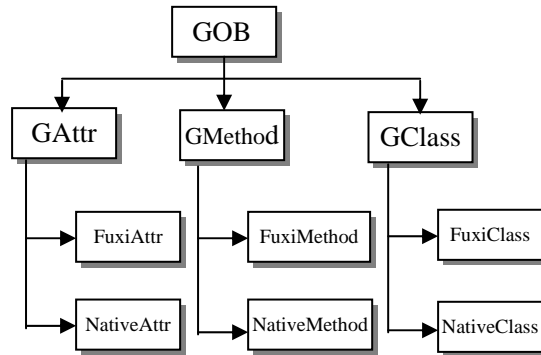 GOB
GAttr
GMethod
GClass
FuxiAttr
FuxiMethod
FuxiClass
NativeAttr
NativeMethod
NativeClass